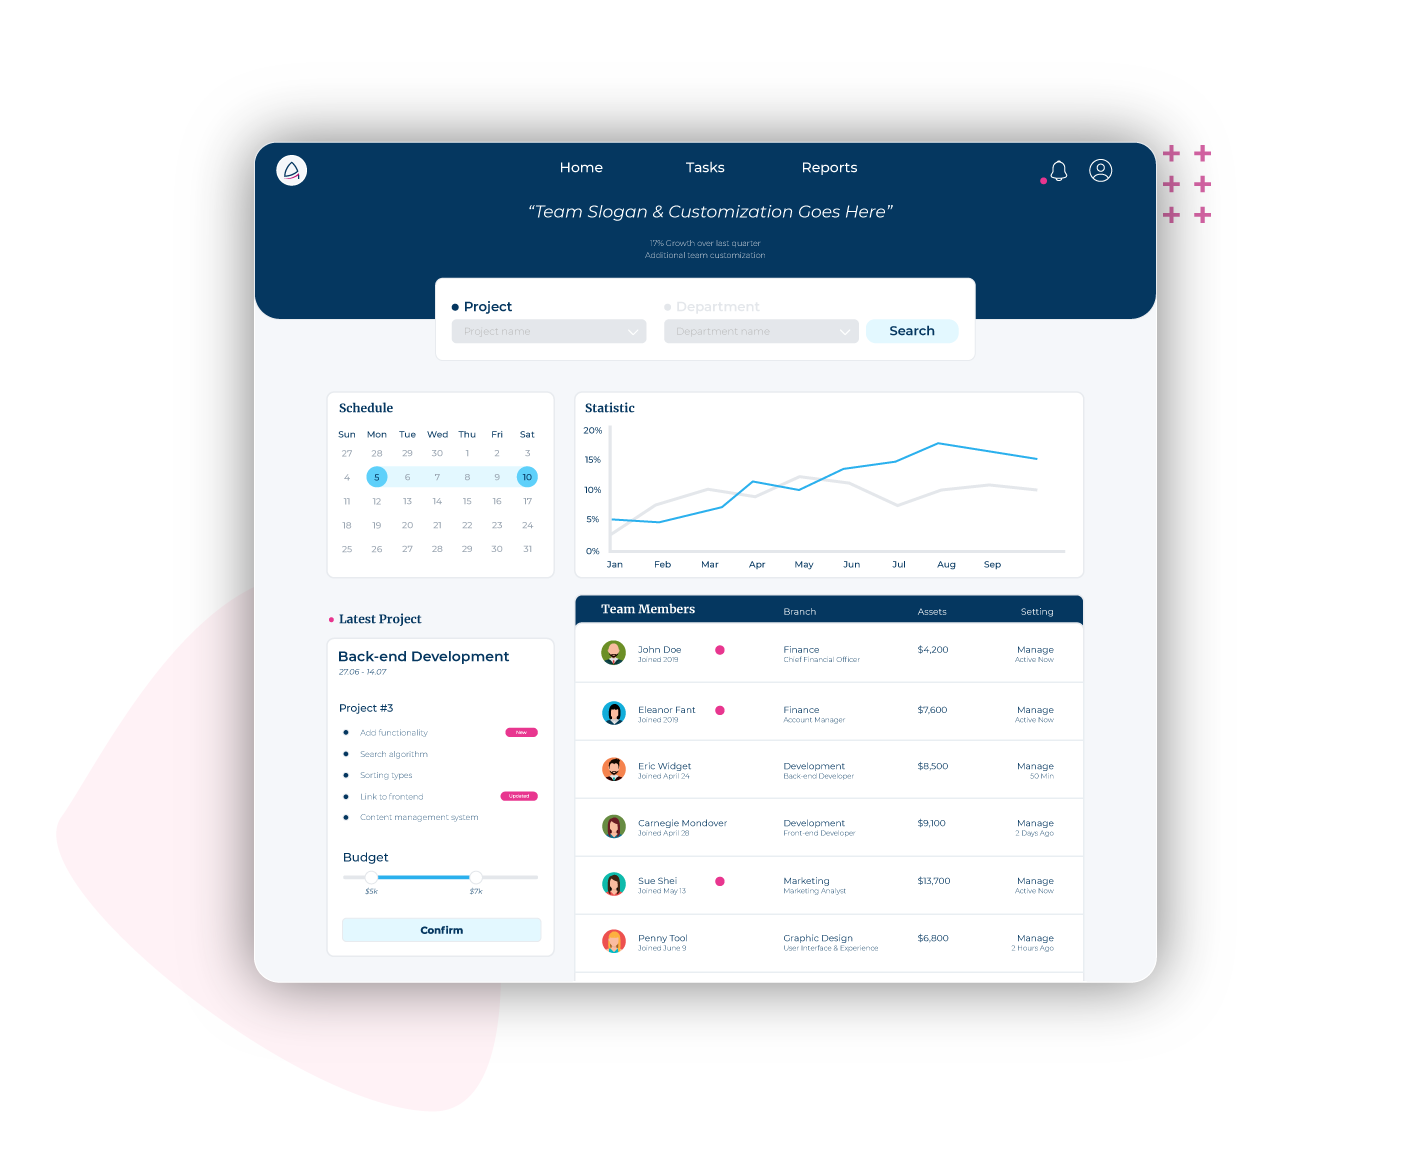 Home Tasks Reports
“Team Slogan & Customization Goes Here”
17% Growth over last quarter
Additional team customization
Project Department
Project name Department name Search
Schedule
Sun Mon Tue Wed Thu Fri Sat
27 28 29 30 1 2 3
4 5 6 7 8 9 10
11 12 13 14 15 16 17
18 19 20 21 22 23 24
25 26 27 28 29 30 31
Statistic
20%
15%
10%
5%
0%
Jan Feb Mar Apr May Jun Jul Aug Sep
Latest Project
Back-end Development
27.06 - 14.07
Project #3
Add functionality New
Search algorithm
Sorting types
Link to frontend Updated
Content management system
Budget
$5k $7k
Confirm
Team Members Branch Assets Setting
John Doe Finance $4,200 Manage
Joined 2019 Chief Financial Officer Active Now
Eleanor Fant Finance $7,600 Manage
Joined 2019 Account Manager Active Now
Eric Widget Development $8,500 Manage
Joined April 24 Back-end Developer 50 Min
Carnegie Mondover Development $9,100 Manage
Joined April 28 Front-end Developer 2 Days Ago
Sue Shei Marketing $13,700 Manage
Joined May 13 Marketing Analyst Active Now
Penny Tool Graphic Design $6,800 Manage
Joined June 9 User Interface & Experience 2 Hours Ago